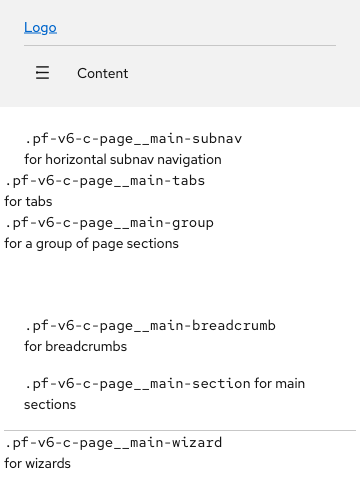 Logo
Content
.pf-v6-c-page__main-subnav
for horizontal subnav navigation
.pf-v6-c-page__main-tabs
for tabs
.pf-v6-c-page__main-group
for a group of page sections
.pf-v6-c-page__main-breadcrumb
for breadcrumbs
.pf-v6-c-page__main-section for main
sections
.pf-v6-c-page__main-wizard
for wizards